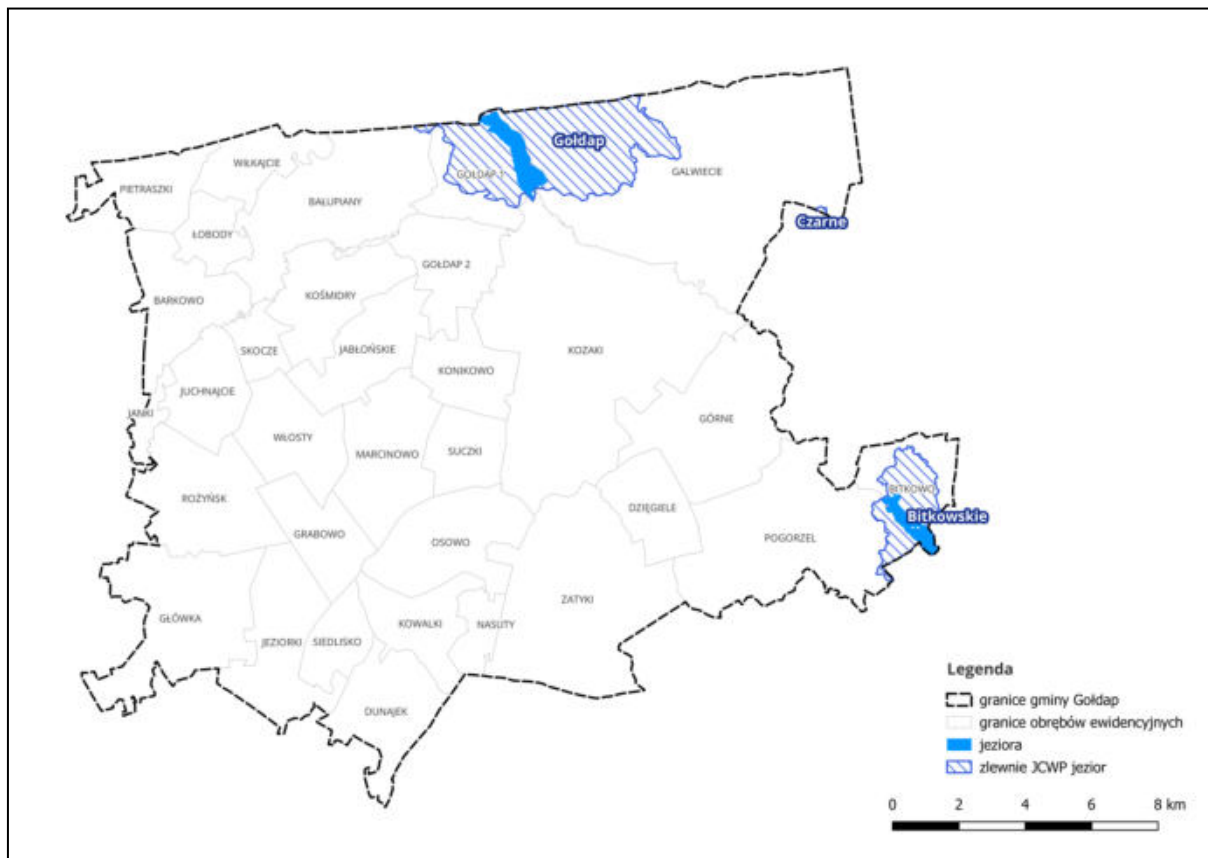 Gołdap
WIŁKAJCIE
GOŁDAP 1
GALWIECIE
PIETRASZKI
BAŁUPIANY
Czarne
ŁOBODY
GOŁDAP 2
KOŚMIDRY
BARKOWO
SKOCZE
JABŁOŃSKIE
KOZAKI
KONIKOWO
JUCHNAJCIE
JANKI
GÓRNE
WŁOSTY
MARCINOWO
SUCZKI
BITKOWO
ROŻYŃSK
DZIĘGIELE
Bitkowskie
GRABOWO
OSOWO
POGORZEL
ZATYKI
GŁÓWKA
KOWALKI
NASUTY
JEZIORKI
SIEDLISKO
DUNAJEK
Legenda
granice gminy Gołdap
granice obrębów ewidencyjnych
jeziora
zlewnie JCWP jezior
0 2 4 6 8 km